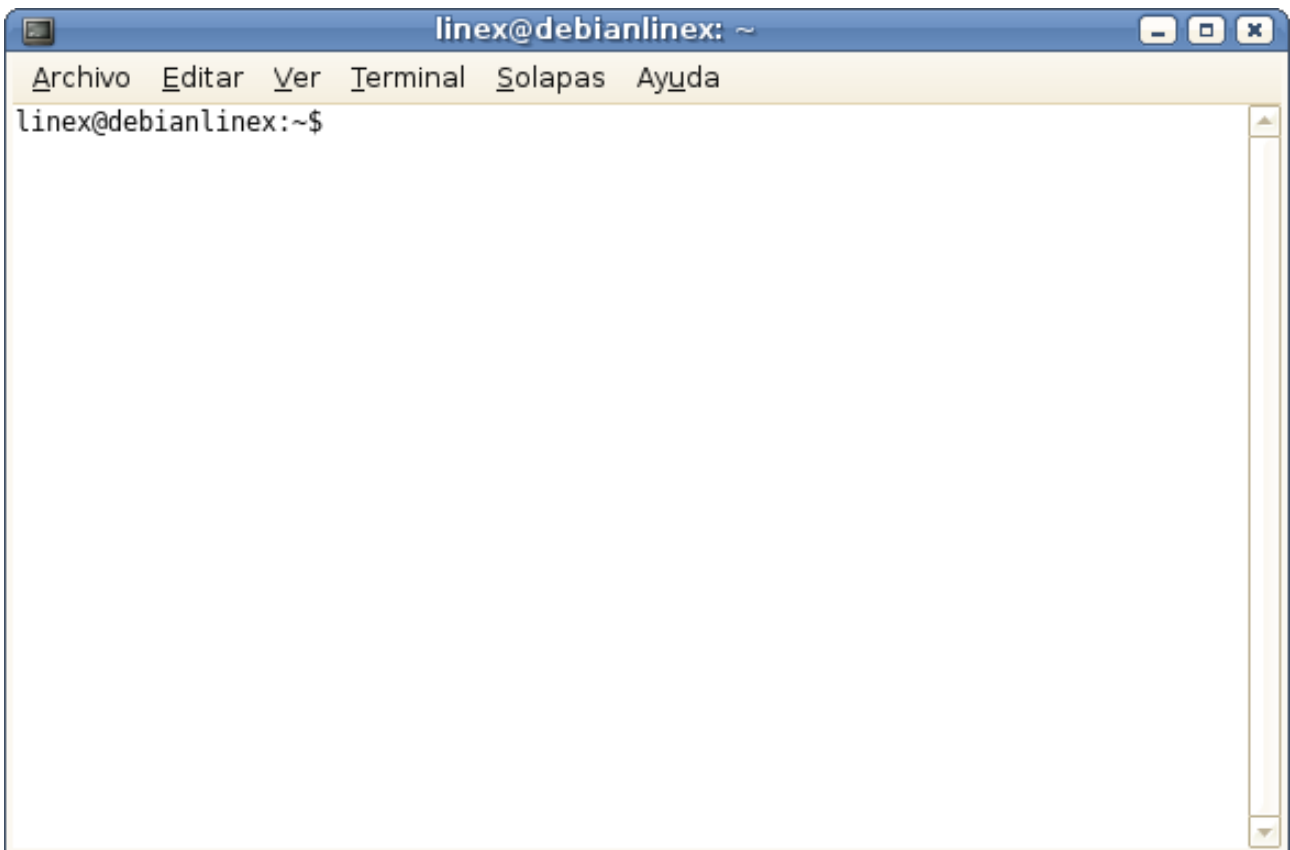 linex@debianlinex: ~
Archivo Editar Ver Terminal Solapas Ayuda
linex@debianlinex:~$